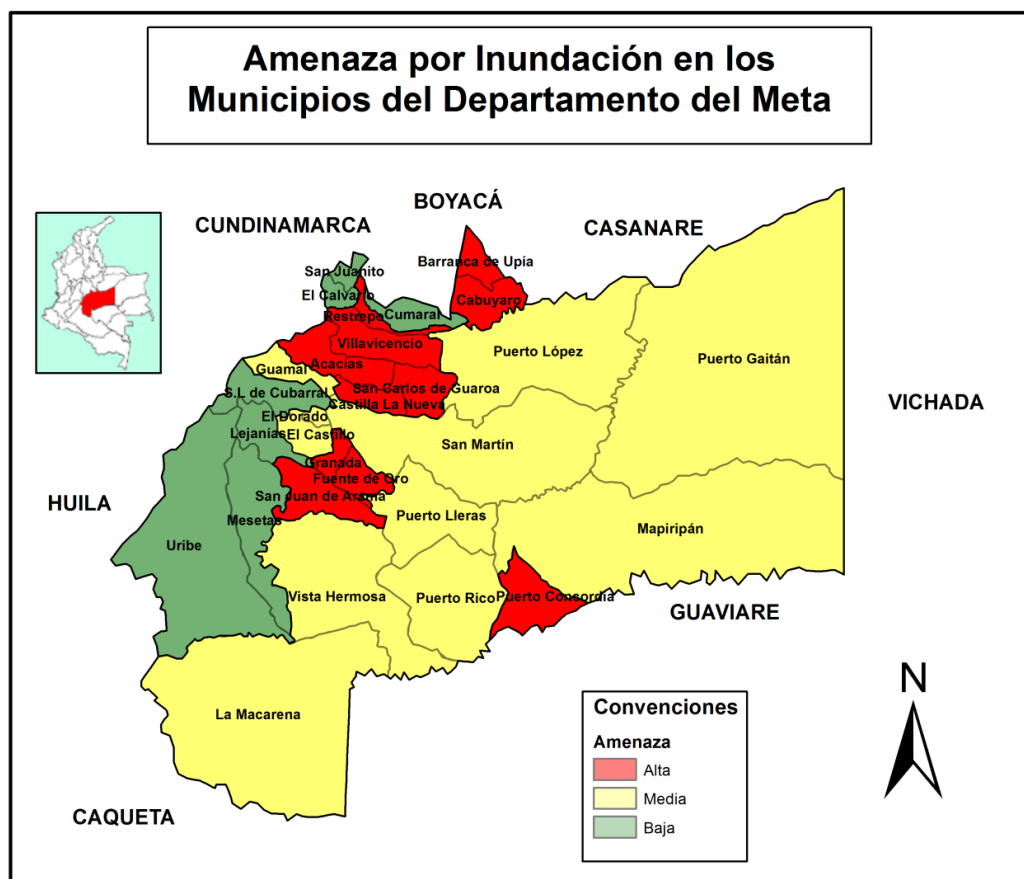 Amenaza por Inundación en los
Municipios del Departamento del Meta
BOYACÁ
CUNDINAMARCA
CASANARE
Barranca de Upía
San Juanito
El Calvario
Cabuyaro
Restrepo
Cumaral
Villavicencio
Puerto López
Puerto Gaitán
Acacías
Guamal
San Carlos de Guaroa
S.L de Cubarral
Castilla La Nueva
VICHADA
El Dorado
Lejanías
El Castillo
San Martín
Granada
Fuente de Oro
San Juan de Arama
HUILA
Mesetas
Puerto Lleras
Mapiripán
Uribe
Vista Hermosa
Puerto Rico
Puerto Concordia
GUAVIARE
La Macarena
CAQUETA
N
Convenciones
Amenaza
Alta
Media
Baja